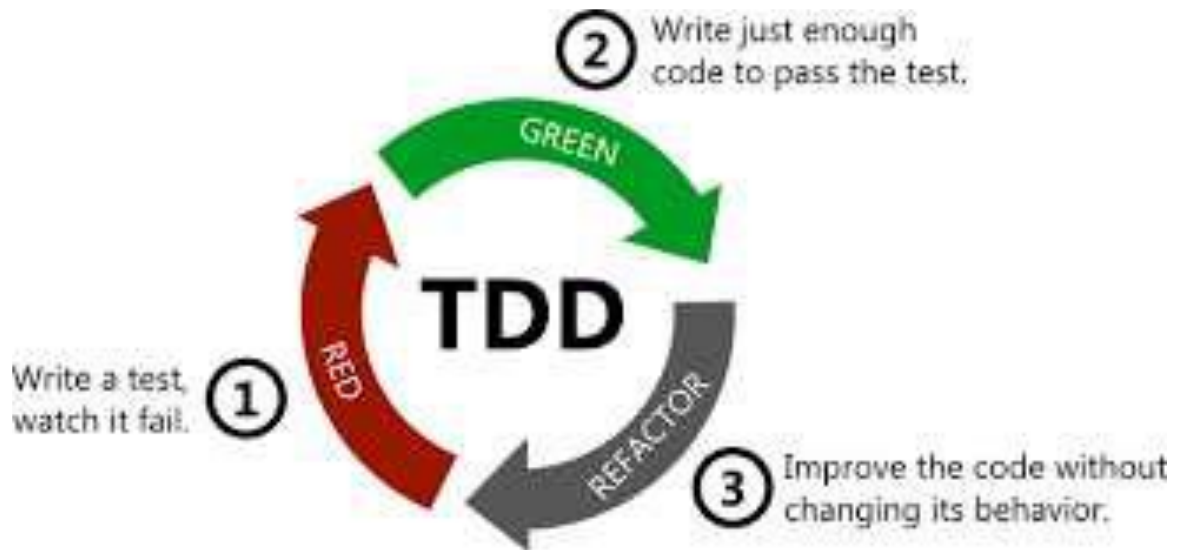 2
Write just enough
code to pass the test.
GREEN
TDD
RED
Write a test,
watch it fail.
1
REFACTOR
3
Improve the code without
changing its behavior.